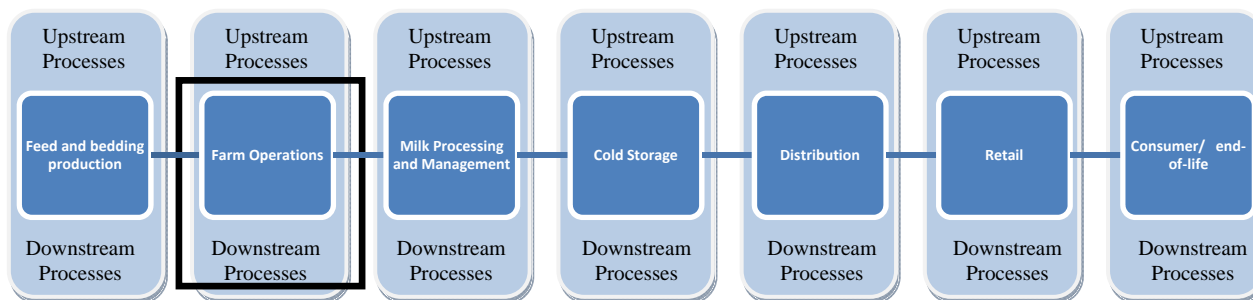 Upstream
Processes
Upstream
Processes
Upstream
Processes
Upstream
Processes
Upstream
Processes
Upstream
Processes
Upstream
Processes
Feed and bedding
production
Farm Operations
Milk Processing
and Management
Cold Storage
Distribution
Retail
Consumer/ end-
of-life
Downstream
Processes
Downstream
Processes
Downstream
Processes
Downstream
Processes
Downstream
Processes
Downstream
Processes
Downstream
Processes